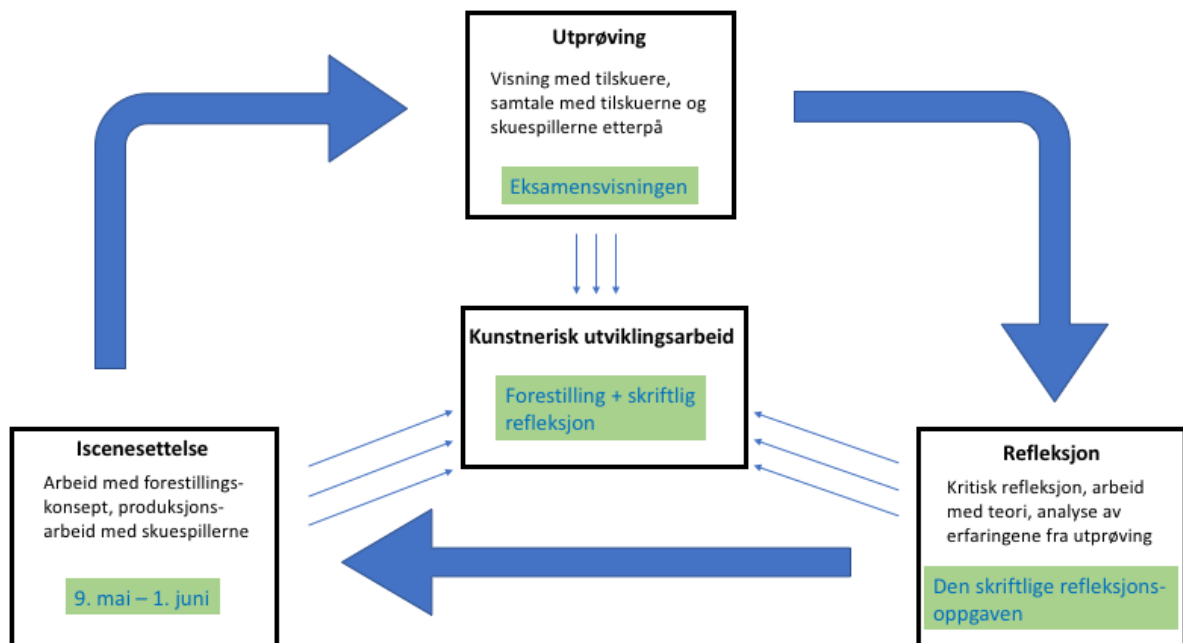 Utprøving
Visning med tilskuere,
samtale med tilskuerne og
skuespillerne etterpå
Eksamensvisningen
Kunstnerisk utviklingsarbeid
Forestilling + skriftlig
refleksjon
Iscenesettelse
Arbeid med forestillings-
konsept, produksjons-
arbeid med skuespillerne
9. mai – 1. juni
Refleksjon
Kritisk refleksjon, arbeid
med teori, analyse av
erfaringene fra utprøving
Den skriftlige refleksjons-
oppgaven